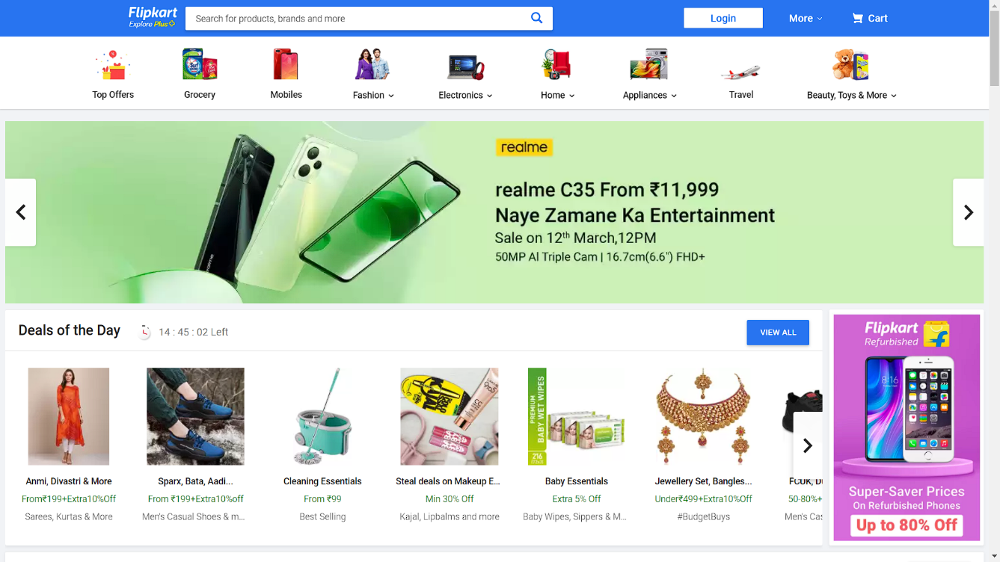 Flipkart
Explore Plus
Search for products, brands and more
Login
More
Cart
Top Offers
Grocery
Mobiles
Fashion
Electronics
Home
Appliances
Travel
Beauty, Toys & More
realme
realme C35 From ₹11,999
Naye Zamane Ka Entertainment
Sale on 12th March,12PM
50MP AI Triple Cam | 16.7cm(6.6") FHD+
realme
Deals of the Day
14 : 45 : 02 Left
VIEW ALL
PREMIUM
BABY WET WIPES
216
Anmi, Divastri & More
From₹199+Extra10%Off
Sarees, Kurtas & More
Sparx, Bata, Aadi...
From ₹199+Extra10%off
Men's Casual Shoes & m...
Cleaning Essentials
From ₹99
Best Selling
Steal deals on Makeup E...
Min 30% Off
Kajal, Lipbalms and more
Baby Essentials
Extra 5% Off
Baby Wipes, Sippers & M...
Jewellery Set, Bangles...
Under₹499+Extra10%Off
#BudgetBuys
FCUK, D
50-80%+
Men's Cas
Flipkart
Refurbished
8:16
Super-Saver Prices
On Refurbished Phones
Up to 80% Off